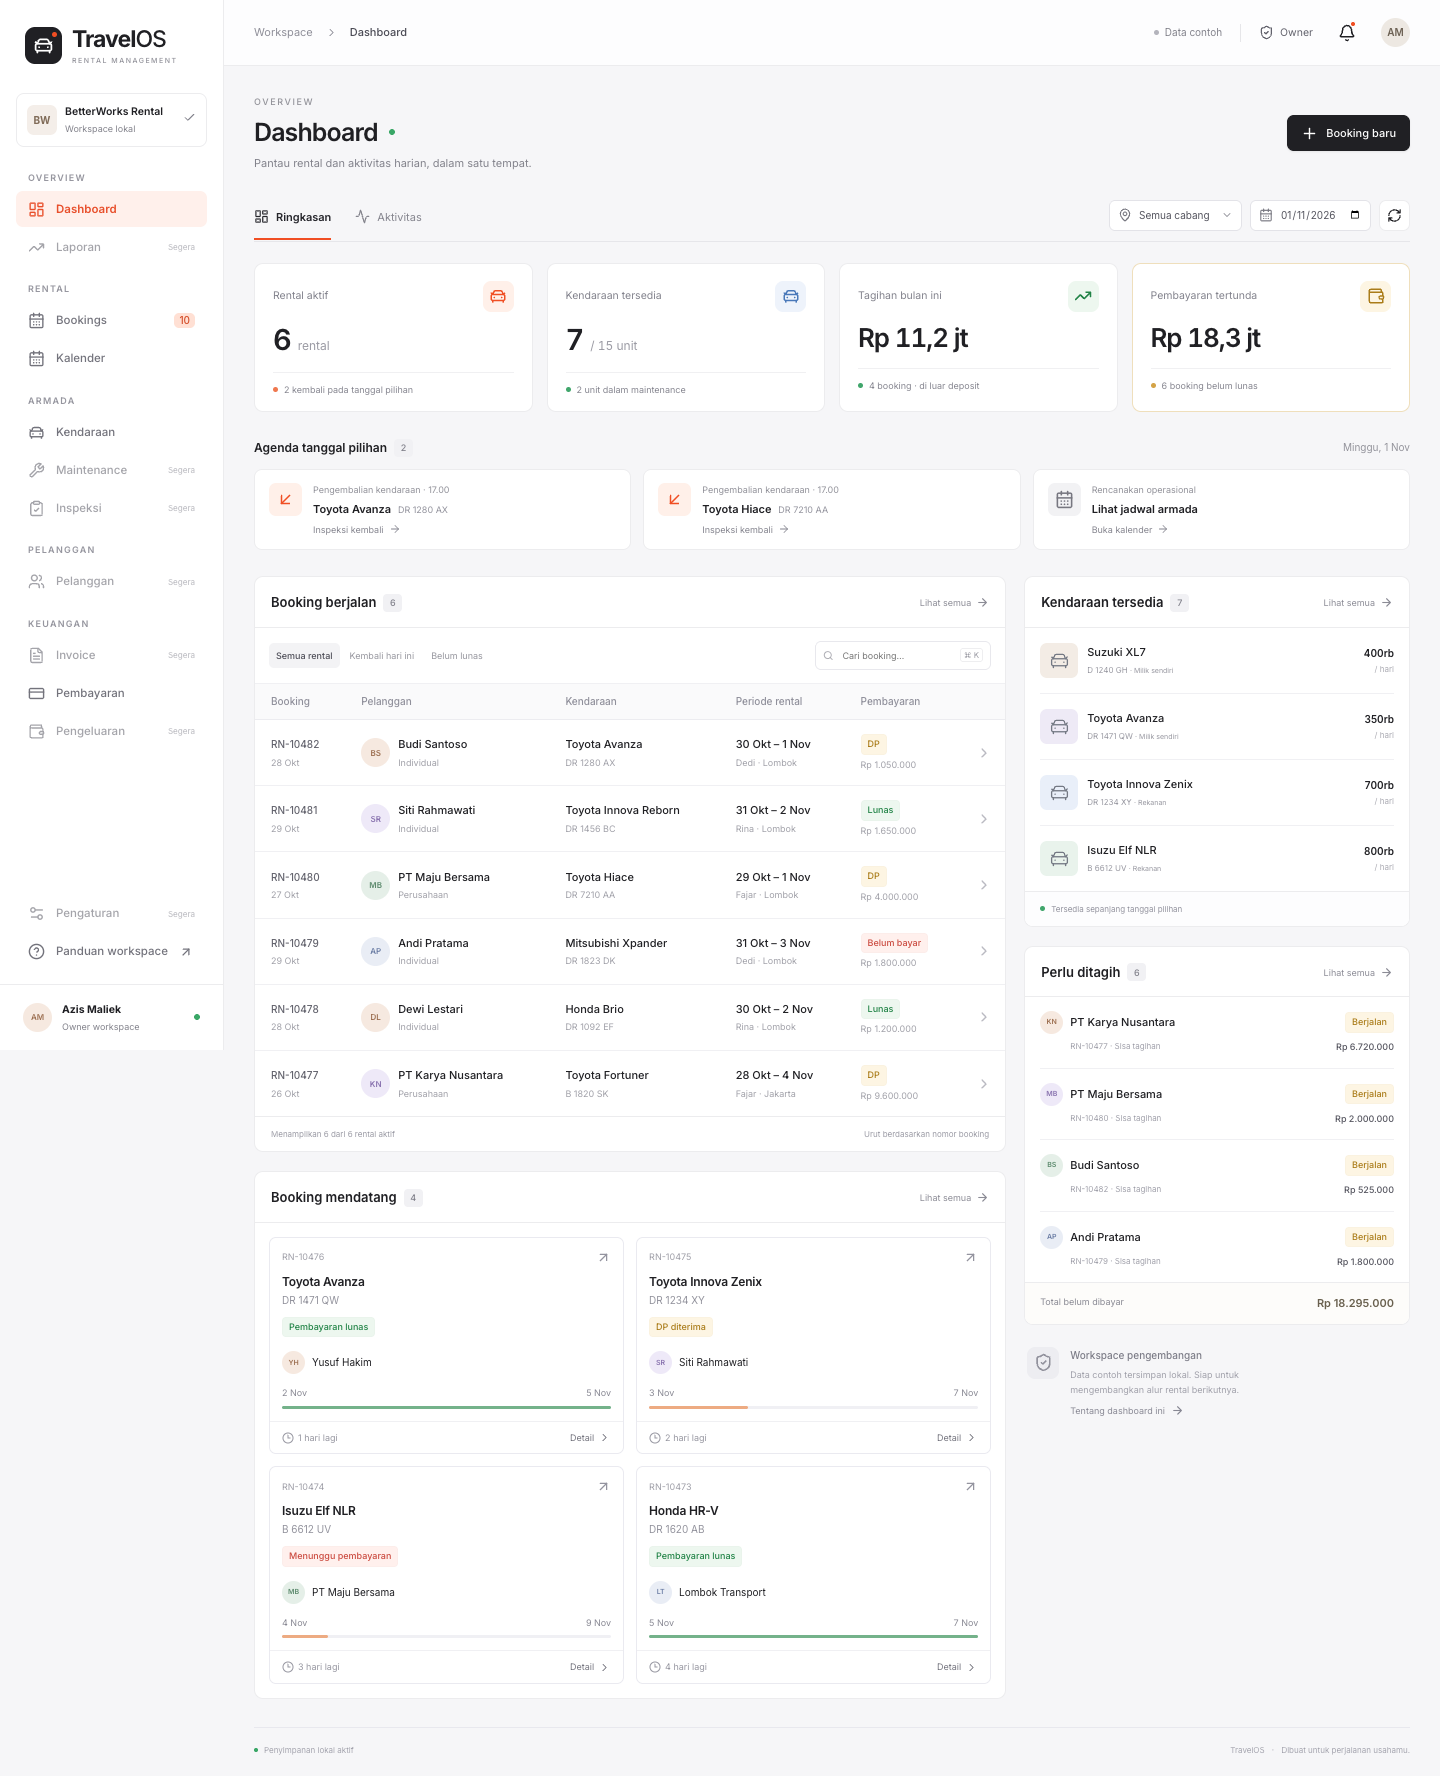 TravelOS
RENTAL MANAGEMENT
BW
BetterWorks Rental
Workspace lokal
OVERVIEW
Dashboard
Laporan Segera
RENTAL
Bookings 10
Kalender
ARMADA
Kendaraan
Maintenance Segera
Inspeksi Segera
PELANGGAN
Pelanggan Segera
KEUANGAN
Invoice Segera
Pembayaran
Pengeluaran Segera
Pengaturan Segera
Panduan workspace
AM
Azis Maliek
Owner workspace
Workspace Dashboard
Data contoh
Owner
AM
OVERVIEW
Dashboard
Pantau rental dan aktivitas harian, dalam satu tempat.
Booking baru
Ringkasan Aktivitas
Semua cabang
01/11/2026
Rental aktif
6 rental
2 kembali pada tanggal pilihan
Kendaraan tersedia
7 / 15 unit
2 unit dalam maintenance
Tagihan bulan ini
Rp 11,2 jt
4 booking · di luar deposit
Pembayaran tertunda
Rp 18,3 jt
6 booking belum lunas
Agenda tanggal pilihan 2
Minggu, 1 Nov
Pengembalian kendaraan · 17.00
Toyota Avanza DR 1280 AX
Inspeksi kembali
Pengembalian kendaraan · 17.00
Toyota Hiace DR 7210 AA
Inspeksi kembali
Rencanakan operasional
Lihat jadwal armada
Buka kalender
Booking berjalan 6
Lihat semua
Semua rental Kembali hari ini Belum lunas
Cari booking... ⌘ K
Booking Pelanggan Kendaraan Periode rental Pembayaran
RN-10482 BS Budi Santoso Toyota Avanza 30 Okt – 1 Nov DP
28 Okt Individual DR 1280 AX Dedi · Lombok Rp 1.050.000
RN-10481 SR Siti Rahmawati Toyota Innova Reborn 31 Okt – 2 Nov Lunas
29 Okt Individual DR 1456 BC Rina · Lombok Rp 1.650.000
RN-10480 MB PT Maju Bersama Toyota Hiace 29 Okt – 1 Nov DP
27 Okt Perusahaan DR 7210 AA Fajar · Lombok Rp 4.000.000
RN-10479 AP Andi Pratama Mitsubishi Xpander 31 Okt – 3 Nov Belum bayar
29 Okt Individual DR 1823 DK Dedi · Lombok Rp 1.800.000
RN-10478 DL Dewi Lestari Honda Brio 30 Okt – 2 Nov Lunas
28 Okt Individual DR 1092 EF Rina · Lombok Rp 1.200.000
RN-10477 KN PT Karya Nusantara Toyota Fortuner 28 Okt – 4 Nov DP
26 Okt Perusahaan B 1820 SK Fajar · Jakarta Rp 9.600.000
Menampilkan 6 dari 6 rental aktif
Urut berdasarkan nomor booking
Kendaraan tersedia 7
Lihat semua
Suzuki XL7 400rb
D 1240 GH · Milik sendiri / hari
Toyota Avanza 350rb
DR 1471 QW · Milik sendiri / hari
Toyota Innova Zenix 700rb
DR 1234 XY · Rekanan / hari
Isuzu Elf NLR 800rb
B 6612 UV · Rekanan / hari
Tersedia sepanjang tanggal pilihan
Perlu ditagih 6
Lihat semua
KN PT Karya Nusantara Berjalan
RN-10477 · Sisa tagihan Rp 6.720.000
MB PT Maju Bersama Berjalan
RN-10480 · Sisa tagihan Rp 2.000.000
BS Budi Santoso Berjalan
RN-10482 · Sisa tagihan Rp 525.000
AP Andi Pratama Berjalan
RN-10479 · Sisa tagihan Rp 1.800.000
Total belum dibayar Rp 18.295.000
Workspace pengembangan
Data contoh tersimpan lokal. Siap untuk
mengembangkan alur rental berikutnya.
Tentang dashboard ini
Booking mendatang 4
Lihat semua
RN-10476
Toyota Avanza
DR 1471 QW
Pembayaran lunas
YH Yusuf Hakim
2 Nov 5 Nov
1 hari lagi Detail
RN-10475
Toyota Innova Zenix
DR 1234 XY
DP diterima
SR Siti Rahmawati
3 Nov 7 Nov
2 hari lagi Detail
RN-10474
Isuzu Elf NLR
B 6612 UV
Menunggu pembayaran
MB PT Maju Bersama
4 Nov 9 Nov
3 hari lagi Detail
RN-10473
Honda HR-V
DR 1620 AB
Pembayaran lunas
LT Lombok Transport
5 Nov 7 Nov
4 hari lagi Detail
Penyimpanan lokal aktif
TravelOS · Dibuat untuk perjalanan usahamu.